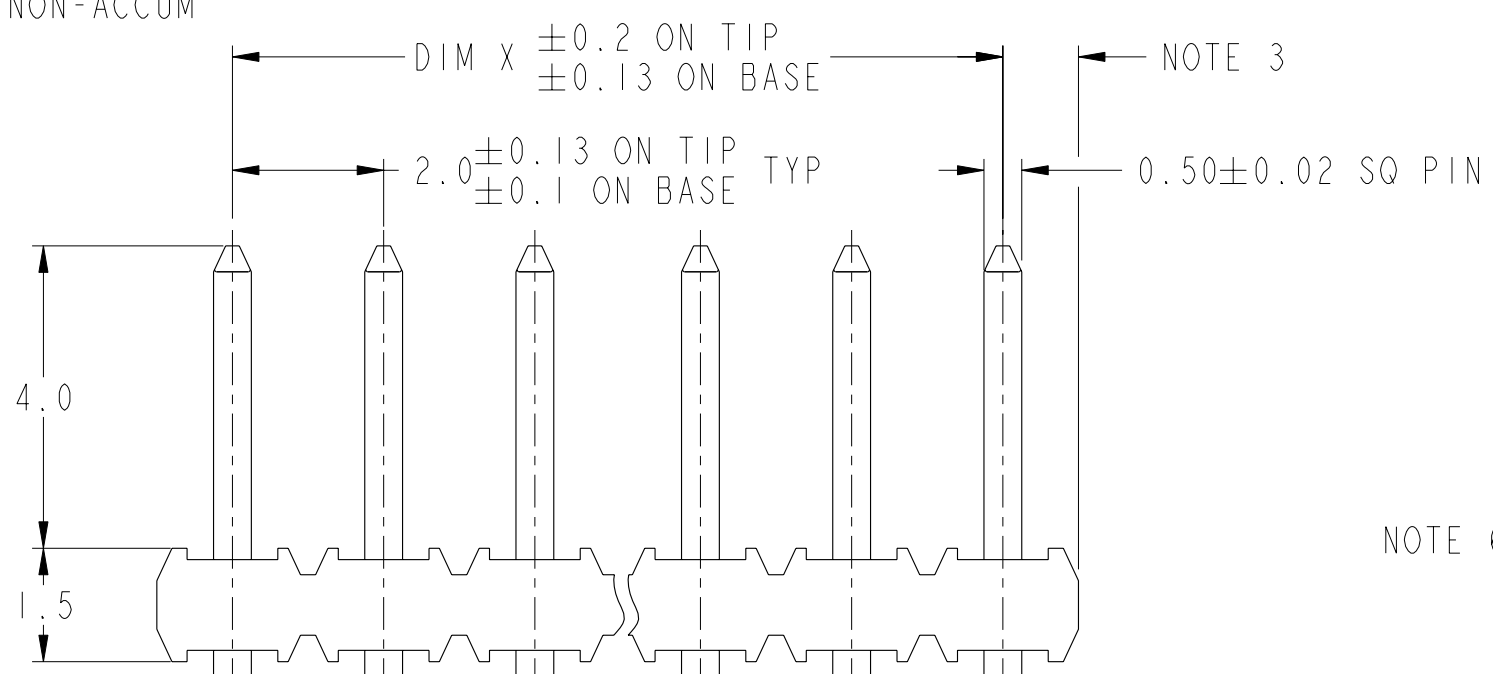 NON-ACCUM
DIM X ±0.2 ON TIP
±0.13 ON BASE
NOTE 3
2.0 ±0.13 ON TIP
±0.1 ON BASE
TYP
0.50±0.02 SQ PIN
4.0
NOTE
1.5